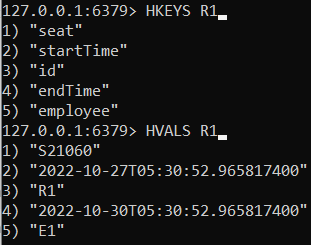 127.0.0.1:6379> HKEYS R1
1) "seat"
2) "startTime"
3) "id"
4) "endTime"
5) "employee"
127.0.0.1:6379> HVALS R1
1) "S21060"
2) "2022-10-27T05:30:52.965817400"
3) "R1"
4) "2022-10-30T05:30:52.965817400"
5) "E1"